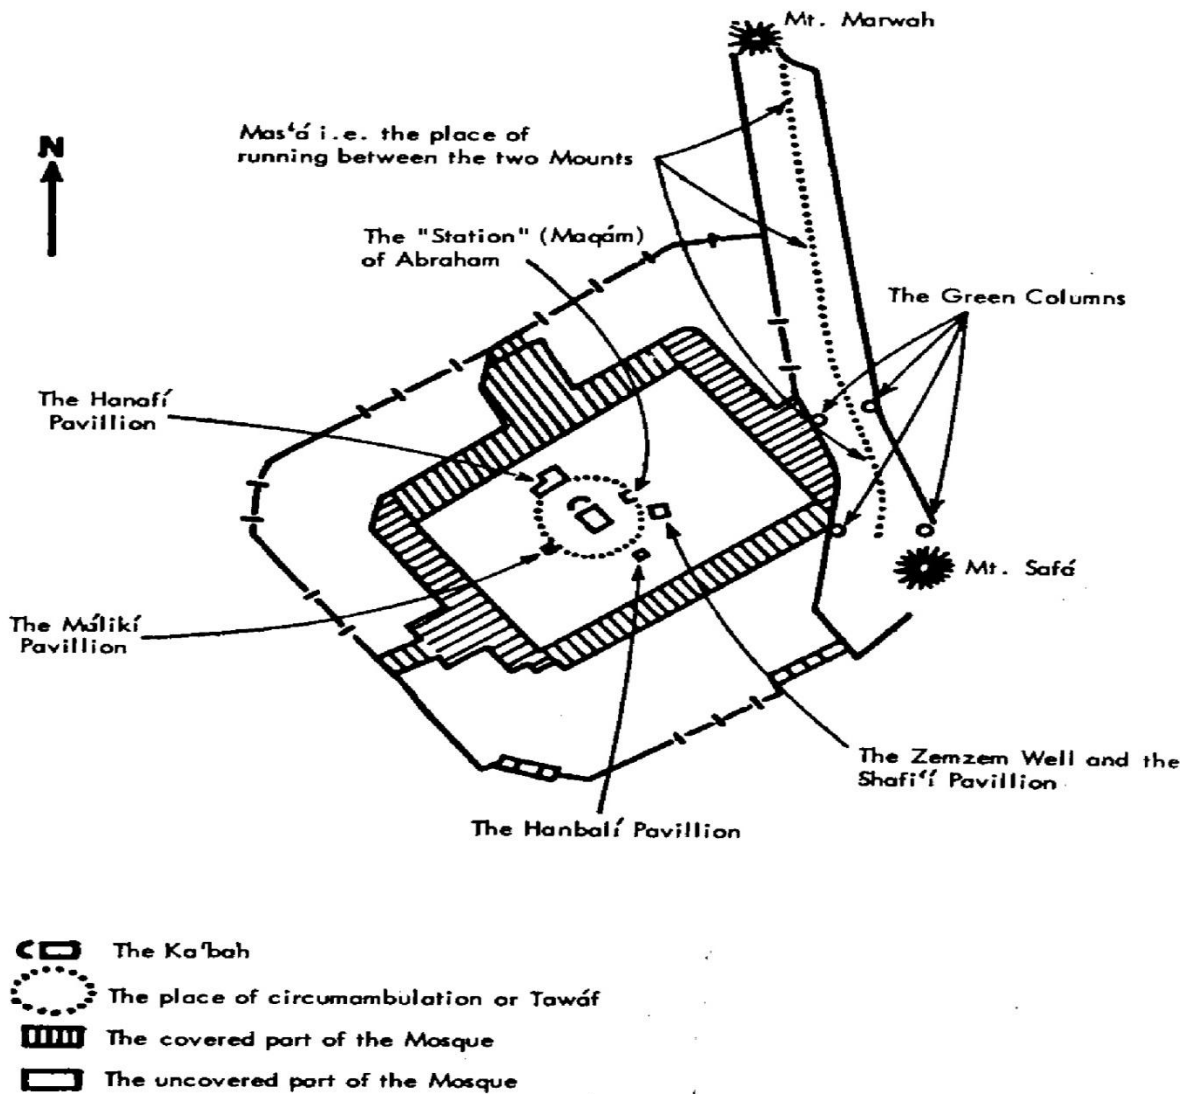 Mt. Marwah
N
Mas'á i.e. the place of
running between the two Mounts
The "Station" (Maqám)
of Abraham
The Green Columns
The Hanafí
Pavillion
The Málikí
Pavillion
Mt. Safá
The Zemzem Well and the
Shafi'í Pavillion
The Hanbalí Pavillion
The Ka'bah
The place of circumambulation or Tawáf
The covered part of the Mosque
The uncovered part of the Mosque